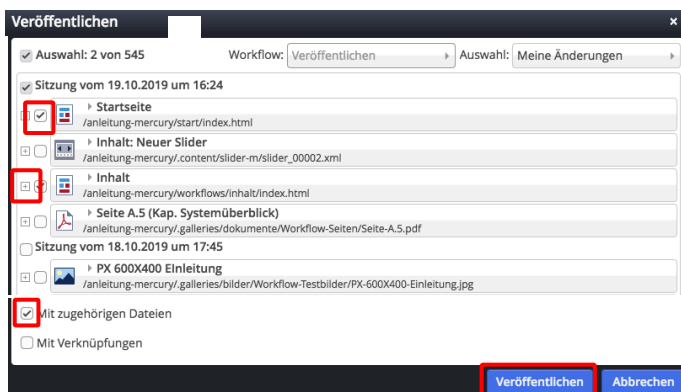 Veröffentlichen
Auswahl: 2 von 545 Workflow: Veröffentlichen Auswahl: Meine Änderungen
Sitzung vom 19.10.2019 um 16:24
Startseite
/anleitung-mercury/start/index.html
Inhalt: Neuer Slider
/anleitung-mercury/.content/slider-m/slider_00002.xml
Inhalt
/anleitung-mercury/workflows/inhalt/index.html
Seite A.5 (Kap. Systemüberblick)
/anleitung-mercury/.galleries/dokumente/Workflow-Seiten/Seite-A.5.pdf
Sitzung vom 18.10.2019 um 17:45
PX 600X400 EInleitung
/anleitung-mercury/.galleries/bilder/Workflow-Testbilder/PX-600X400-Einleitung.jpg
Mit zugehörigen Dateien
Mit Verknüpfungen
Veröffentlichen Abbrechen